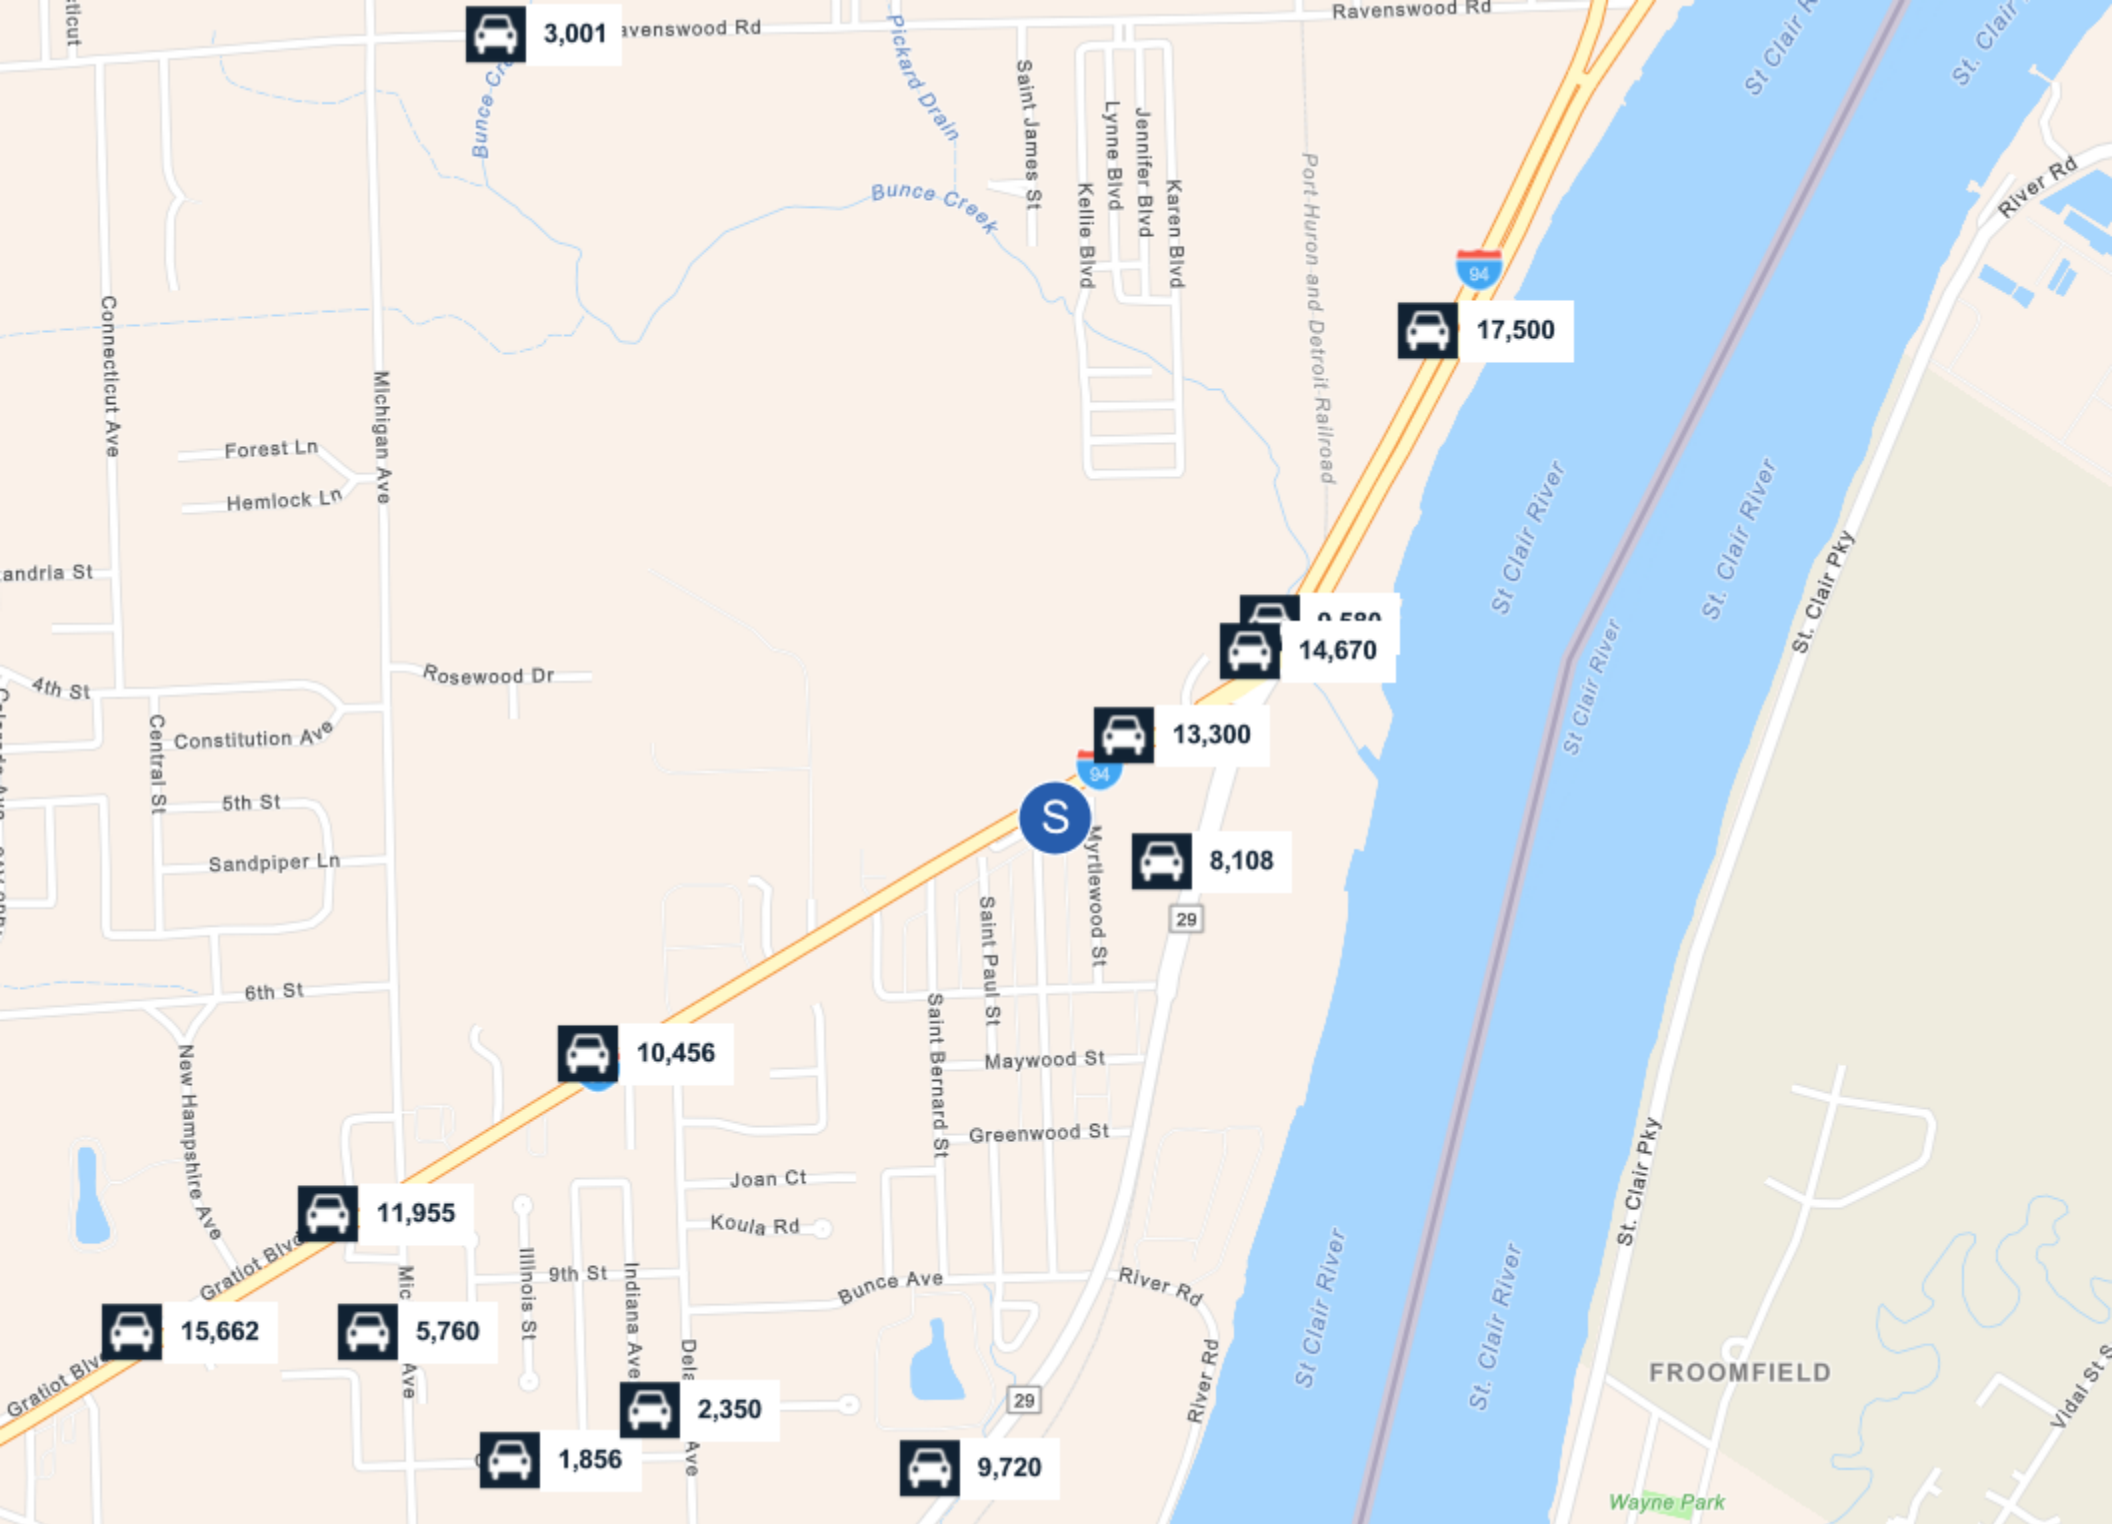 3,001
avenswood Rd
Ravenswood Rd
St. Clair
Pickard Drain
Bunce
Saint James St
Lynne Blvd
Jennifer Blvd
Kellie Blvd
Karen Blvd
Bunce Creek
Port Huron and Detroit Railroad
River Rd
94
17,500
Connecticut Ave
Michigan Ave
Forest Ln
Hemlock Ln
St Clair River
St. Clair River
St. Clair Pky
andria St
9,580
14,670
St Clair River
4th St
Rosewood Dr
Central St
Constitution Ave
13,300
94
S
5th St
Sandpiper Ln
Myrtlewood St
8,108
29
Saint Paul St
6th St
Saint Bernard St
10,456
Maywood St
New Hampshire Ave
Greenwood St
Joan Ct
Koula Rd
St. Clair Pky
11,955
Gratiot Blvd
Illinois St
9th St
Indiana Ave
Bunce Ave
River Rd
St Clair River
St. Clair River
15,662
5,760
Ave
Gratiot Blvd
River Rd
FROOMFIELD
2,350
29
Vidal St S
Ave
1,856
9,720
Wayne Park